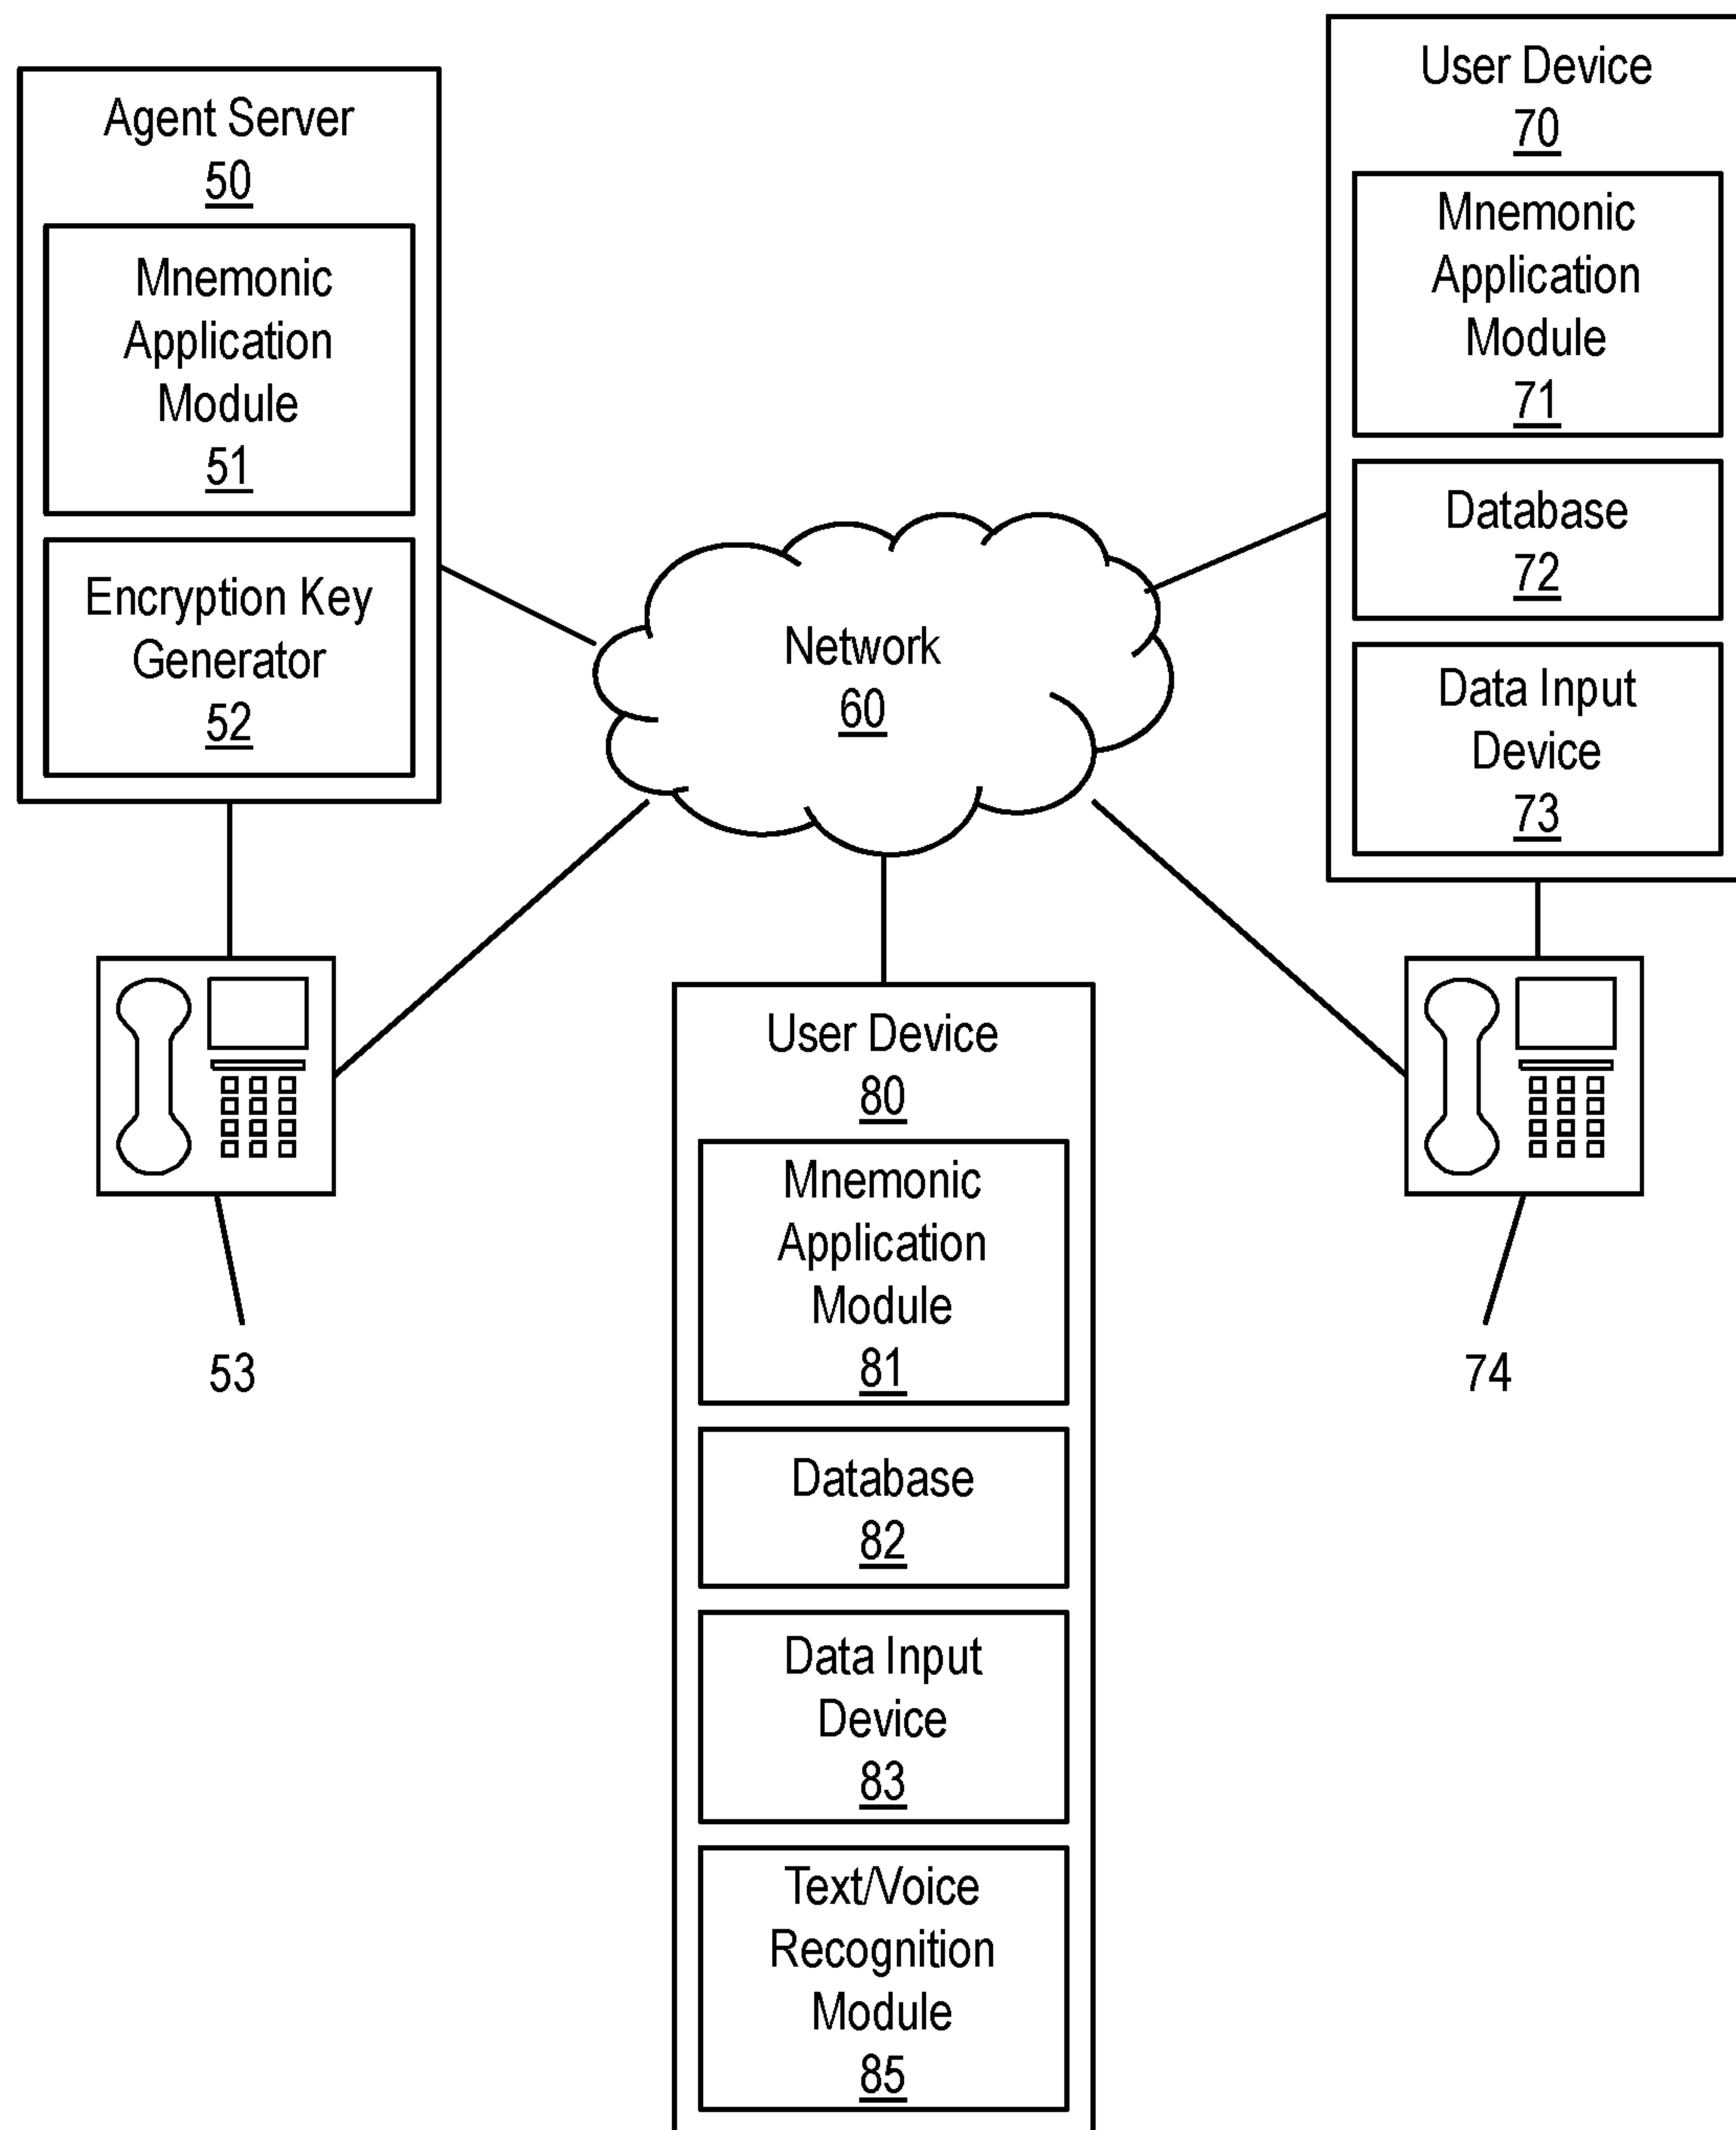 Agent Server
50
Mnemonic
Application
Module
51
Encryption Key
Generator
52
53
Network
60
User Device
70
Mnemonic
Application
Module
71
Database
72
Data Input
Device
73
74
User Device
80
Mnemonic
Application
Module
81
Database
82
Data Input
Device
83
Text/Voice
Recognition
Module
85